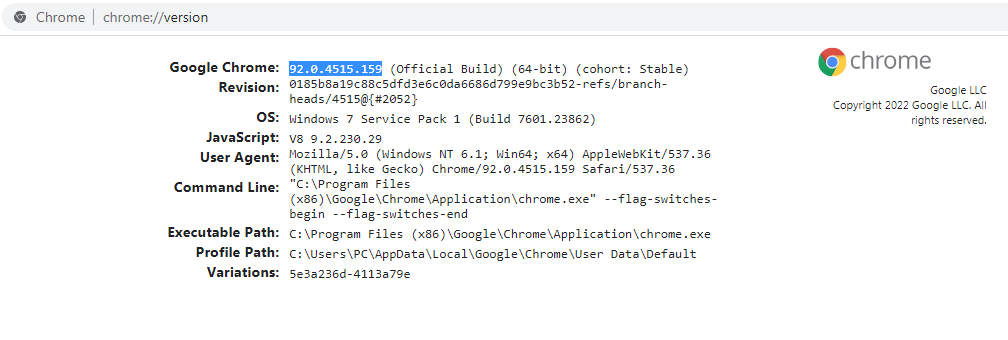 Chrome | chrome://version
chrome
Google Chrome: 92.0.4515.159 (Official Build) (64-bit) (cohort: Stable)
Revision: 0185b8a19c88c5dfd3e6c0da6686d799e9bc3b52-refs/branch-
heads/4515@{#2052}
OS: Windows 7 Service Pack 1 (Build 7601.23862)
JavaScript: V8 9.2.230.29
User Agent: Mozilla/5.0 (Windows NT 6.1; Win64; x64) AppleWebKit/537.36
(KHTML, like Gecko) Chrome/92.0.4515.159 Safari/537.36
Command Line: "C:\Program Files
(x86)\Google\Chrome\Application\chrome.exe" --flag-switches-
begin --flag-switches-end
Executable Path: C:\Program Files (x86)\Google\Chrome\Application\chrome.exe
Profile Path: C:\Users\PC\AppData\Local\Google\Chrome\User Data\Default
Variations: 5e3a236d-4113a79e
Google LLC
Copyright 2022 Google LLC. All
rights reserved.